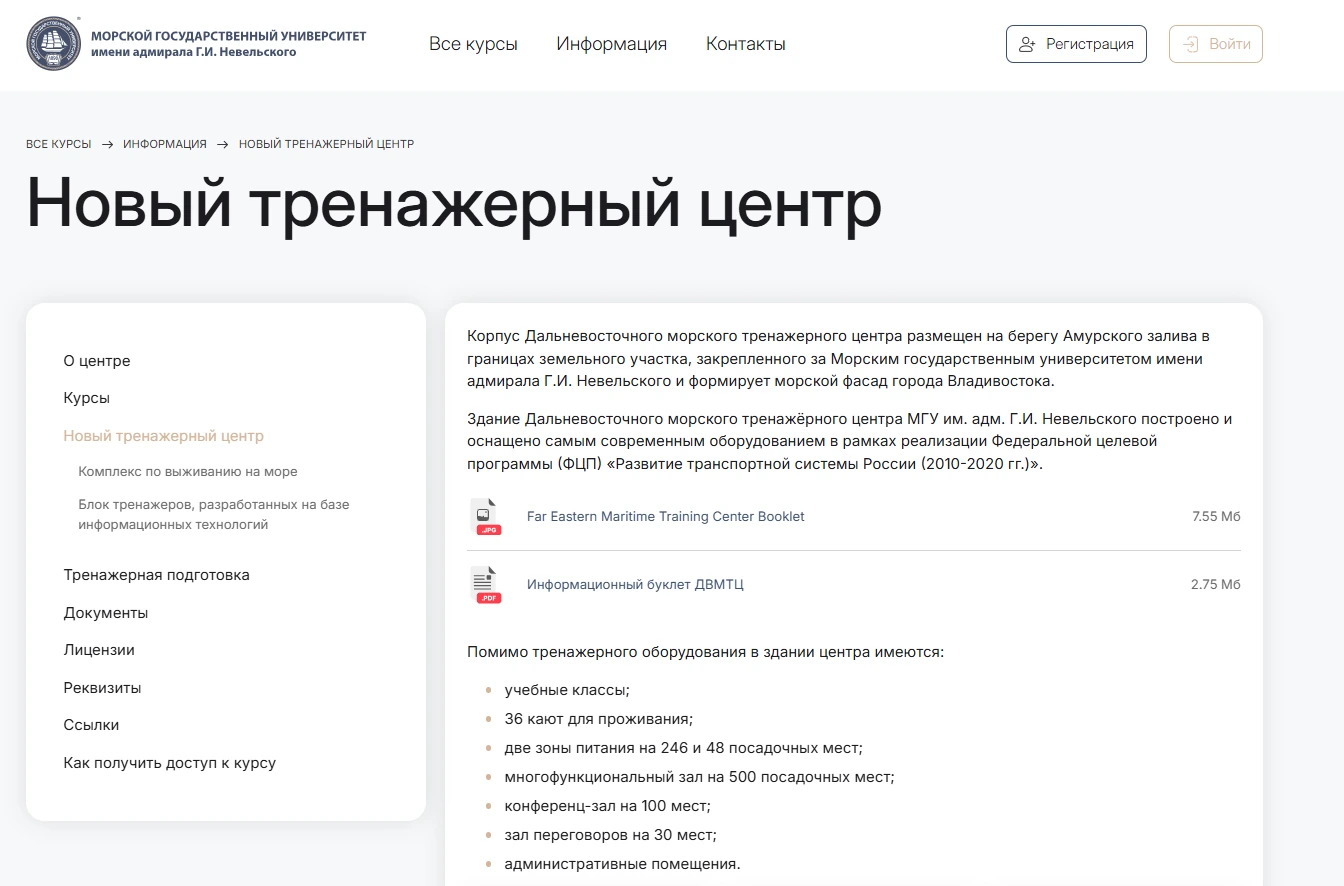 МОРСКОЙ ГОСУДАРСТВЕННЫЙ УНИВЕРСИТЕТ
имени адмирала Г.И. Невельского
Все курсы
Информация
Контакты
Регистрация
Войти
ВСЕ КУРСЫ → ИНФОРМАЦИЯ → НОВЫЙ ТРЕНАЖЕРНЫЙ ЦЕНТР
Новый тренажерный центр
О центре
Курсы
Новый тренажерный центр
Комплекс по выживанию на море
Блок тренажеров, разработанных на базе
информационных технологий
Тренажерная подготовка
Документы
Лицензии
Реквизиты
Ссылки
Как получить доступ к курсу
Корпус Дальневосточного морского тренажерного центра размещен на берегу Амурского залива в
границах земельного участка, закрепленного за Морским государственным университетом имени
адмирала Г.И. Невельского и формирует морской фасад города Владивостока.
Здание Дальневосточного морского тренажёрного центра МГУ им. адм. Г.И. Невельского построено и
оснащено самым современным оборудованием в рамках реализации Федеральной целевой
программы (ФЦП) «Развитие транспортной системы России (2010-2020 гг.)».
.JPG
Far Eastern Maritime Training Center Booklet
7.55 Мб
.PDF
Информационный буклет ДВМТЦ
2.75 Мб
Помимо тренажерного оборудования в здании центра имеются:
учебные классы;
36 кают для проживания;
две зоны питания на 246 и 48 посадочных мест;
многофункциональный зал на 500 посадочных мест;
конференц-зал на 100 мест;
зал переговоров на 30 мест;
административные помещения.